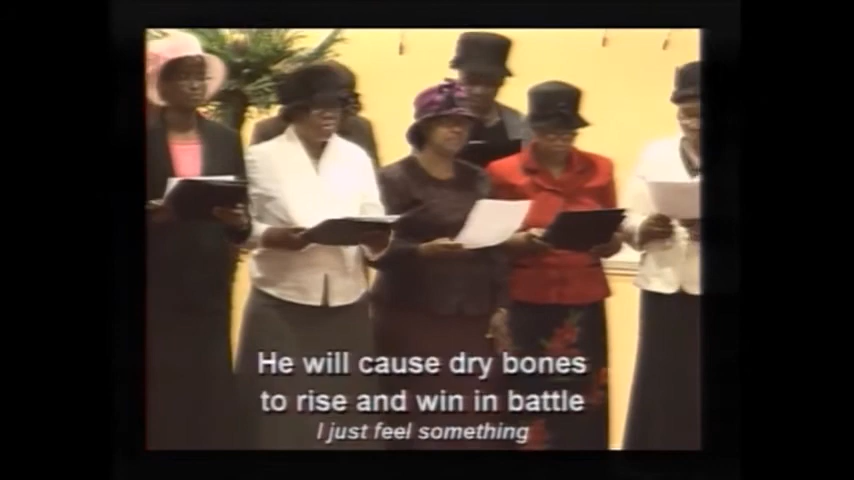 He will cause dry bones
to rise and win in battle
I just feel something